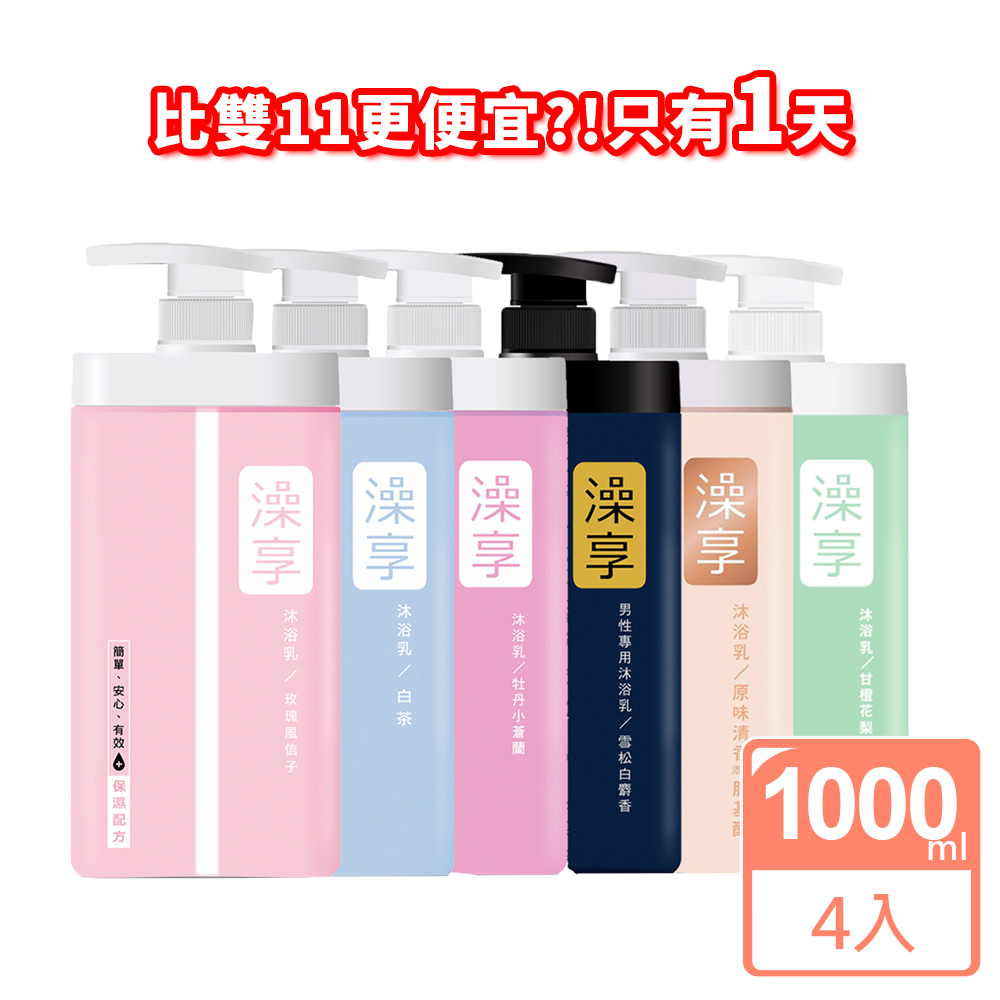 比雙11更便宜?!只有1天
澡享
沐浴乳／玫瑰風信子
簡單、安心、有效
保濕配方
澡享
沐浴乳／白茶
澡享
沐浴乳／牡丹小蒼蘭
澡享
男性專用沐浴乳／雪松白麝香
澡享
沐浴乳／原味清香
澡享
沐浴乳／甘橙花梨
1000ml
4入